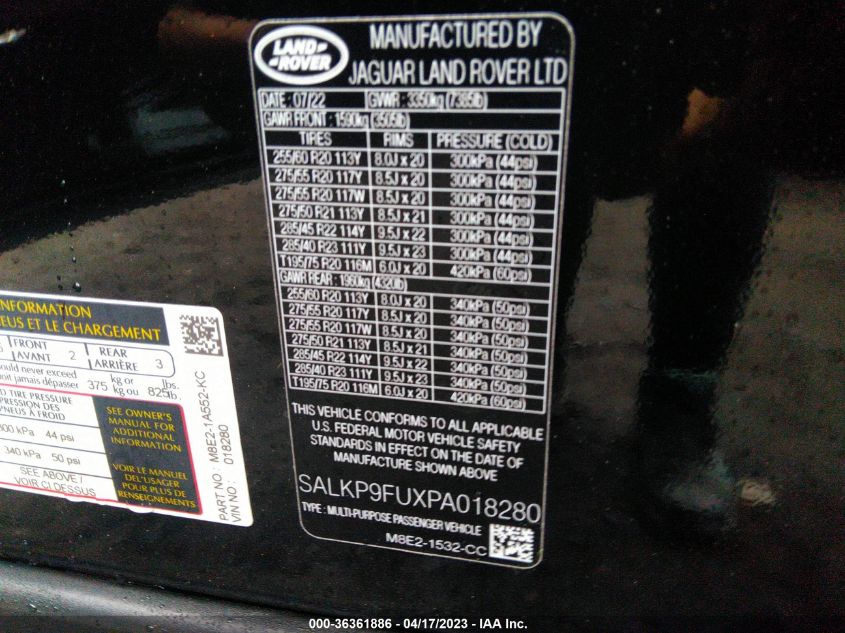 LAND ROVER
MANUFACTURED BY
JAGUAR LAND ROVER LTD
DATE : 07/22 GVWR : 3350kg (7385lb)
GAWR FRONT : 1590kg (3505lb)
TIRES RIMS PRESSURE (COLD)
255/60 R20 113Y 8.0J x 20 300kPa (44psi)
275/55 R20 117Y 8.5J x 20 300kPa (44psi)
275/55 R20 117W 8.5J x 20 300kPa (44psi)
275/50 R21 113Y 8.5J x 21 300kPa (44psi)
285/45 R22 114Y 9.5J x 22 300kPa (44psi)
285/40 R23 111Y 9.5J x 23 300kPa (44psi)
T195/75 R20 116M 6.0J x 20 420kPa (60psi)
GAWR REAR : 1960kg (4320lb)
255/60 R20 113Y 8.0J x 20 340kPa (50psi)
275/55 R20 117Y 8.5J x 20 340kPa (50psi)
275/55 R20 117W 8.5J x 20 340kPa (50psi)
275/50 R21 113Y 8.5J x 21 340kPa (50psi)
285/45 R22 114Y 9.5J x 22 340kPa (50psi)
285/40 R23 111Y 9.5J x 23 340kPa (50psi)
T195/75 R20 116M 6.0J x 20 420kPa (60psi)
THIS VEHICLE CONFORMS TO ALL APPLICABLE
U.S. FEDERAL MOTOR VEHICLE SAFETY
STANDARDS IN EFFECT ON THE DATE OF
MANUFACTURE SHOWN ABOVE
SALKP9FUXPA018280
TYPE : MULTI-PURPOSE PASSENGER VEHICLE
M8E2-1532-CC
INFORMATION
EUS ET LE CHARGEMENT
5 FRONT 2 REAR 3
AVANT ARRIÈRE
ould never exceed 375 kg or 825 lbs.
oit jamais dépasser kg ou lb.
D TIRE PRESSURE
PRESSION DES
PNEUS À FROID
300 kPa 44 psi
340 kPa 50 psi
SEE ABOVE /
VOIR CI DESSUS
SEE OWNER'S
MANUAL FOR
ADDITIONAL
INFORMATION
VOIR LE MANUEL
DE L'USAGER
POUR PLUS DE
RENSEIGNEMENTS
PART NO : M8E2-1A552-KC
VIN NO : 018280
000-36361886 - 04/17/2023 - IAA Inc.